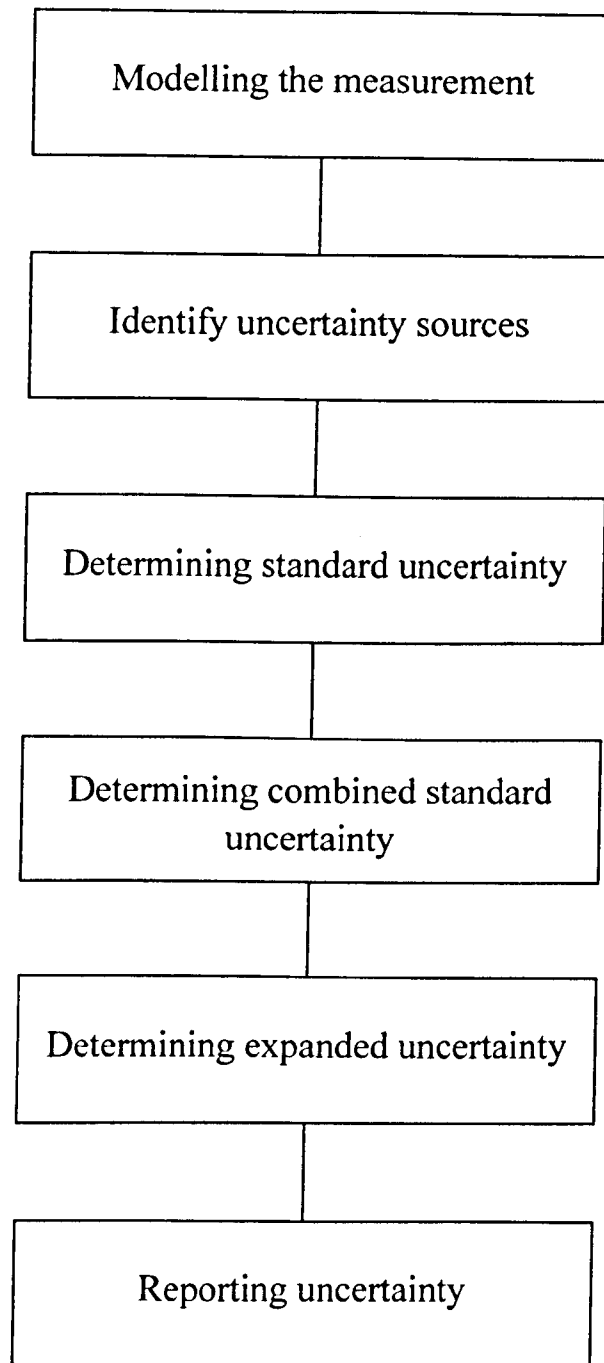 Modelling the measurement
Identify uncertainty sources
Determining standard uncertainty
Determining combined standard
uncertainty
Determining expanded uncertainty
Reporting uncertainty